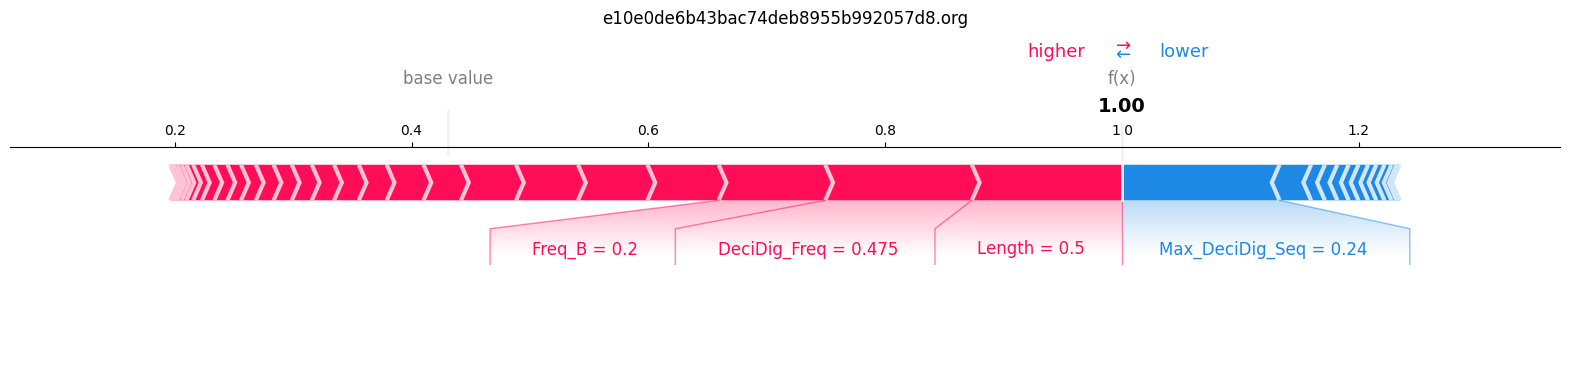 e10e0de6b43bac74deb8955b992057d8.org
higher ⇄ lower
base value f(x)
1.00
0.2 0.4 0.6 0.8 1 0 1.2
Freq_B = 0.2 DeciDig_Freq = 0.475 Length = 0.5 Max_DeciDig_Seq = 0.24